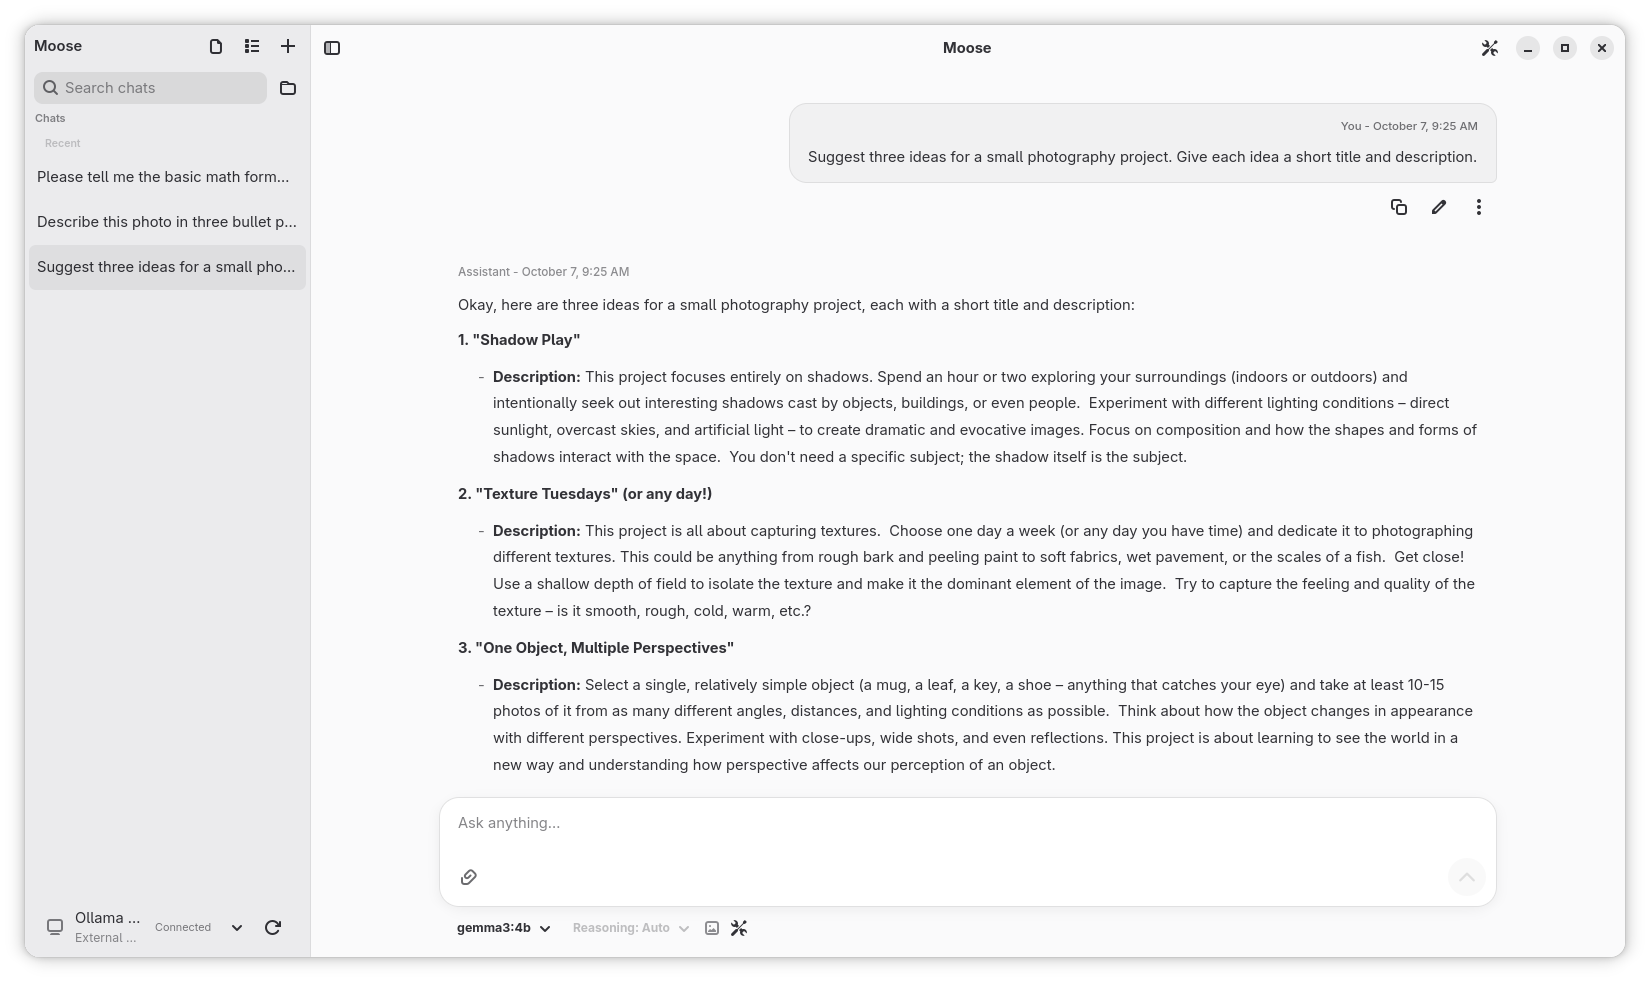 Moose
Search chats
Chats
Recent
Please tell me the basic math form...
Describe this photo in three bullet p...
Suggest three ideas for a small pho...
Ollama ...
External ...
Connected
Moose
You - October 7, 9:25 AM
Suggest three ideas for a small photography project. Give each idea a short title and description.
Assistant - October 7, 9:25 AM
Okay, here are three ideas for a small photography project, each with a short title and description:
1. "Shadow Play"
- Description: This project focuses entirely on shadows. Spend an hour or two exploring your surroundings (indoors or outdoors) and
intentionally seek out interesting shadows cast by objects, buildings, or even people.  Experiment with different lighting conditions – direct
sunlight, overcast skies, and artificial light – to create dramatic and evocative images. Focus on composition and how the shapes and forms of
shadows interact with the space.  You don't need a specific subject; the shadow itself is the subject.
2. "Texture Tuesdays" (or any day!)
- Description: This project is all about capturing textures.  Choose one day a week (or any day you have time) and dedicate it to photographing
different textures. This could be anything from rough bark and peeling paint to soft fabrics, wet pavement, or the scales of a fish.  Get close!
Use a shallow depth of field to isolate the texture and make it the dominant element of the image.  Try to capture the feeling and quality of the
texture – is it smooth, rough, cold, warm, etc.?
3. "One Object, Multiple Perspectives"
- Description: Select a single, relatively simple object (a mug, a leaf, a key, a shoe – anything that catches your eye) and take at least 10-15
photos of it from as many different angles, distances, and lighting conditions as possible.  Think about how the object changes in appearance
with different perspectives. Experiment with close-ups, wide shots, and even reflections. This project is about learning to see the world in a
new way and understanding how perspective affects our perception of an object.
Ask anything...
gemma3:4b
Reasoning: Auto